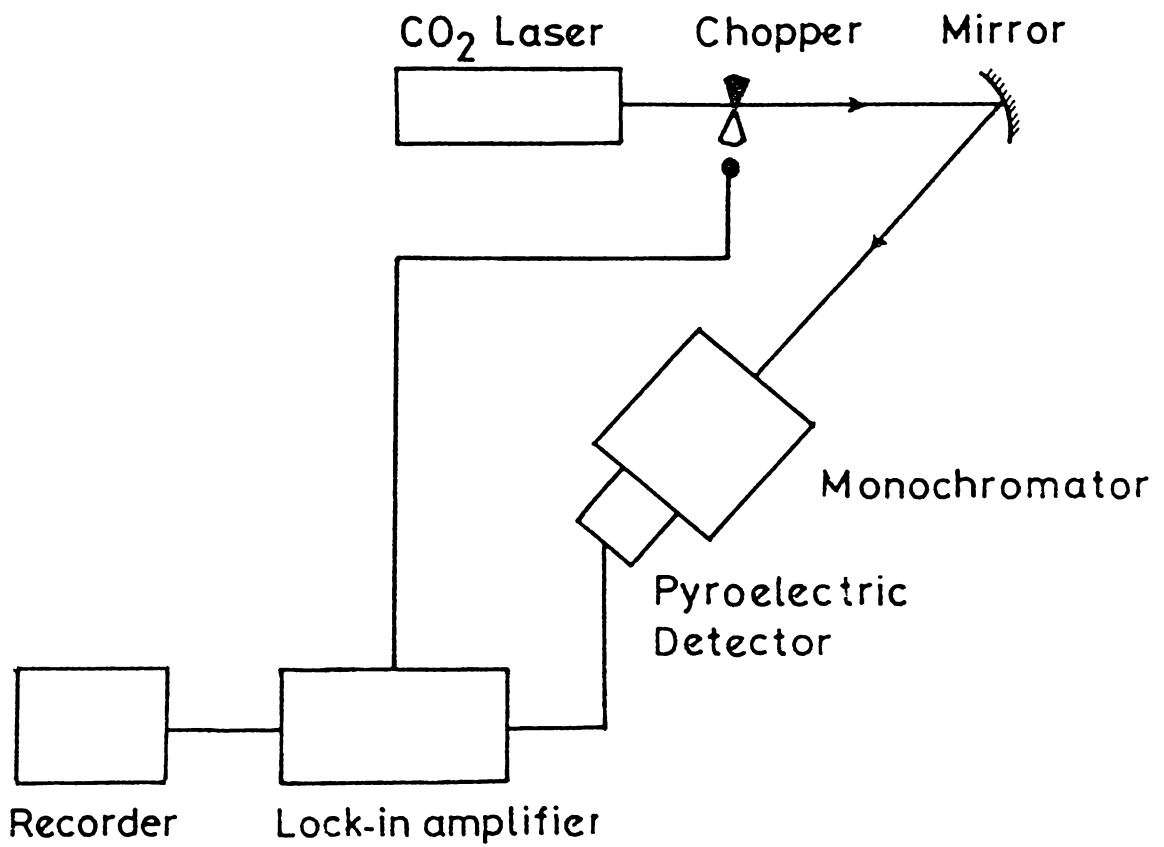 CO2 Laser
Chopper
Mirror
Monochromator
Pyroelectric
Detector
Recorder
Lock-in amplifier